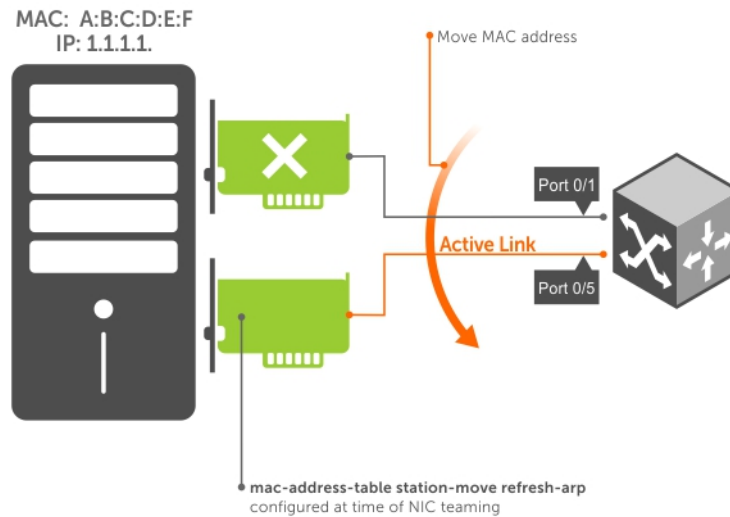 MAC: A:B:C:D:E:F
IP: 1.1.1.1.
Move MAC address
Port 0/1
Active Link
Port 0/5
mac-address-table station-move refresh-arp
configured at time of NIC teaming